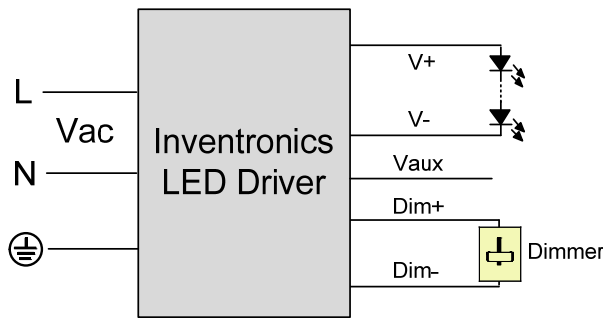 L
Vac
N
Inventronics
LED Driver
V+
V-
Vaux
Dim+
Dim-
Dimmer